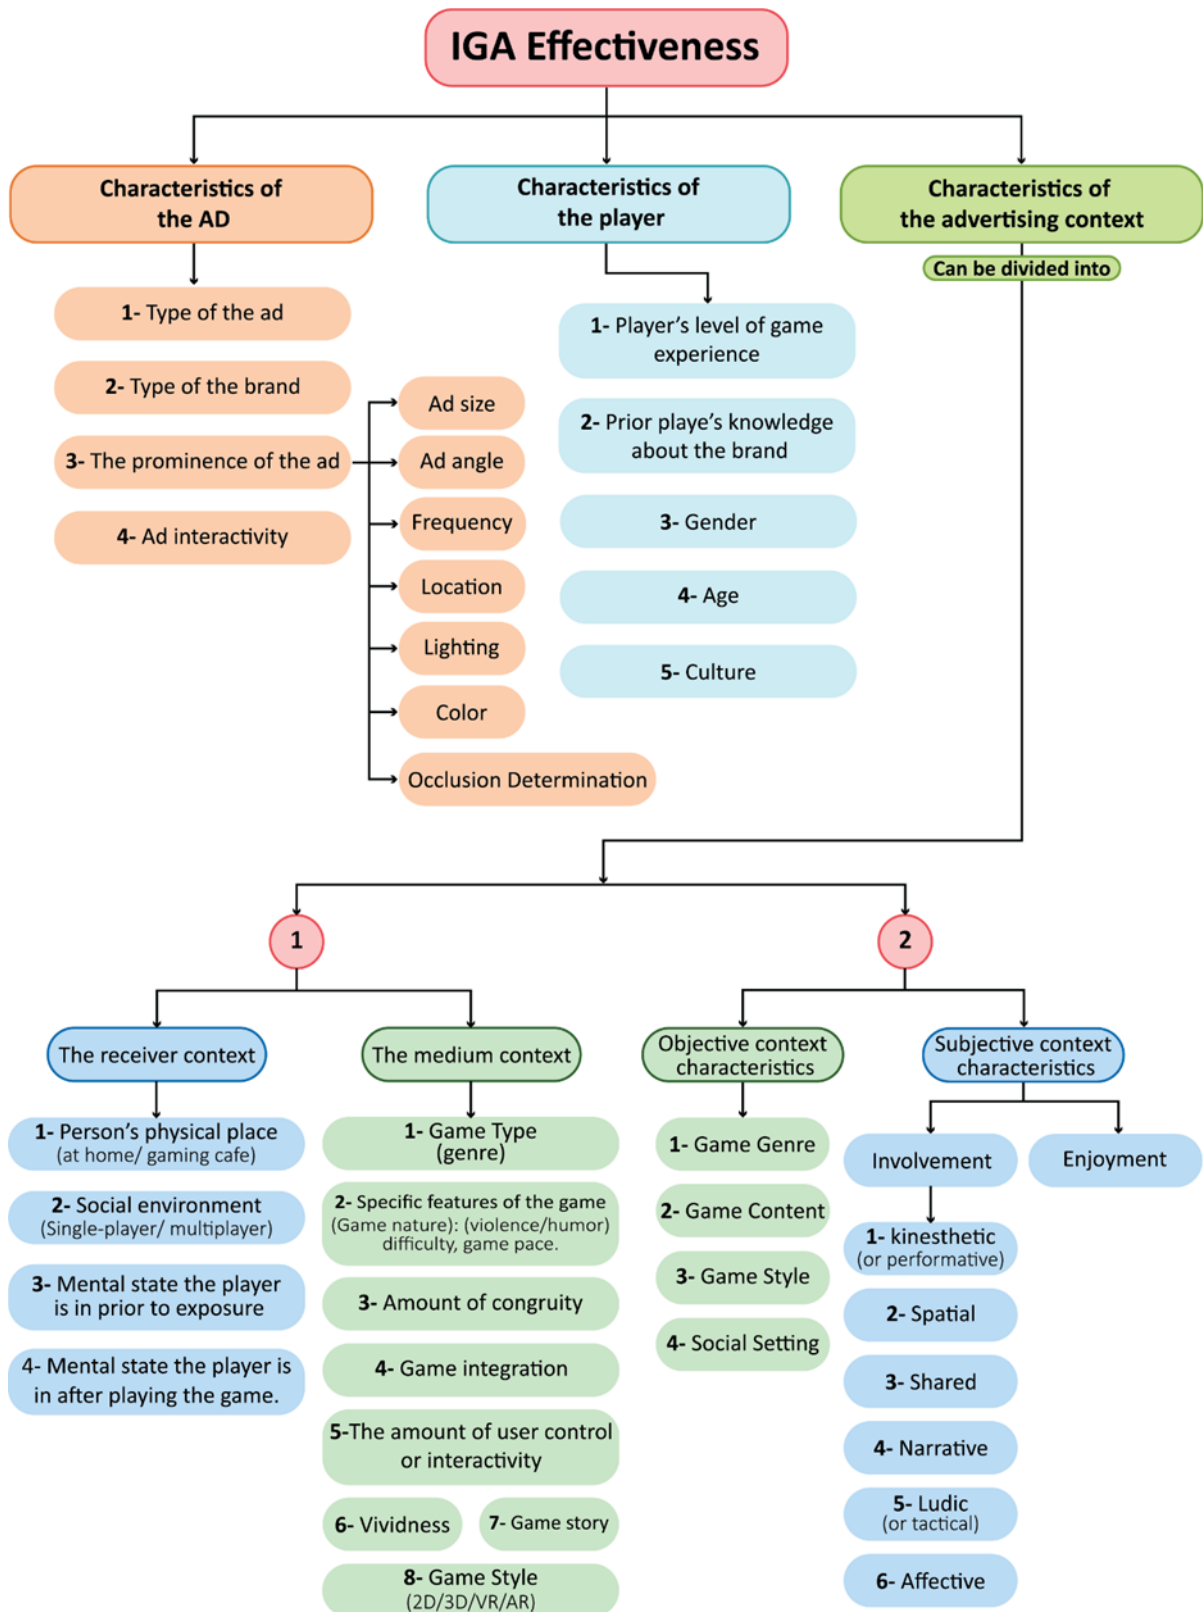 IGA Effectiveness
Characteristics of
the AD
Characteristics of
the player
Characteristics of
the advertising context
Can be divided into
1- Type of the ad
2- Type of the brand
3- The prominence of the ad
4- Ad interactivity
Ad size
Ad angle
Frequency
Location
Lighting
Color
Occlusion Determination
1- Player's level of game
experience
2- Prior playe's knowledge
about the brand
3- Gender
4- Age
5- Culture
1
2
The receiver context
The medium context
Objective context
characteristics
Subjective context
characteristics
1- Person's physical place
(at home/ gaming cafe)
2- Social environment
(Single-player/ multiplayer)
3- Mental state the player
is in prior to exposure
4- Mental state the player is
in after playing the game.
1- Game Type
(genre)
2- Specific features of the game
(Game nature): (violence/humor)
difficulty, game pace.
3- Amount of congruity
4- Game integration
5-The amount of user control
or interactivity
6- Vividness
7- Game story
8- Game Style
(2D/3D/VR/AR)
1- Game Genre
2- Game Content
3- Game Style
4- Social Setting
Involvement
Enjoyment
1- kinesthetic
(or performative)
2- Spatial
3- Shared
4- Narrative
5- Ludic
(or tactical)
6- Affective